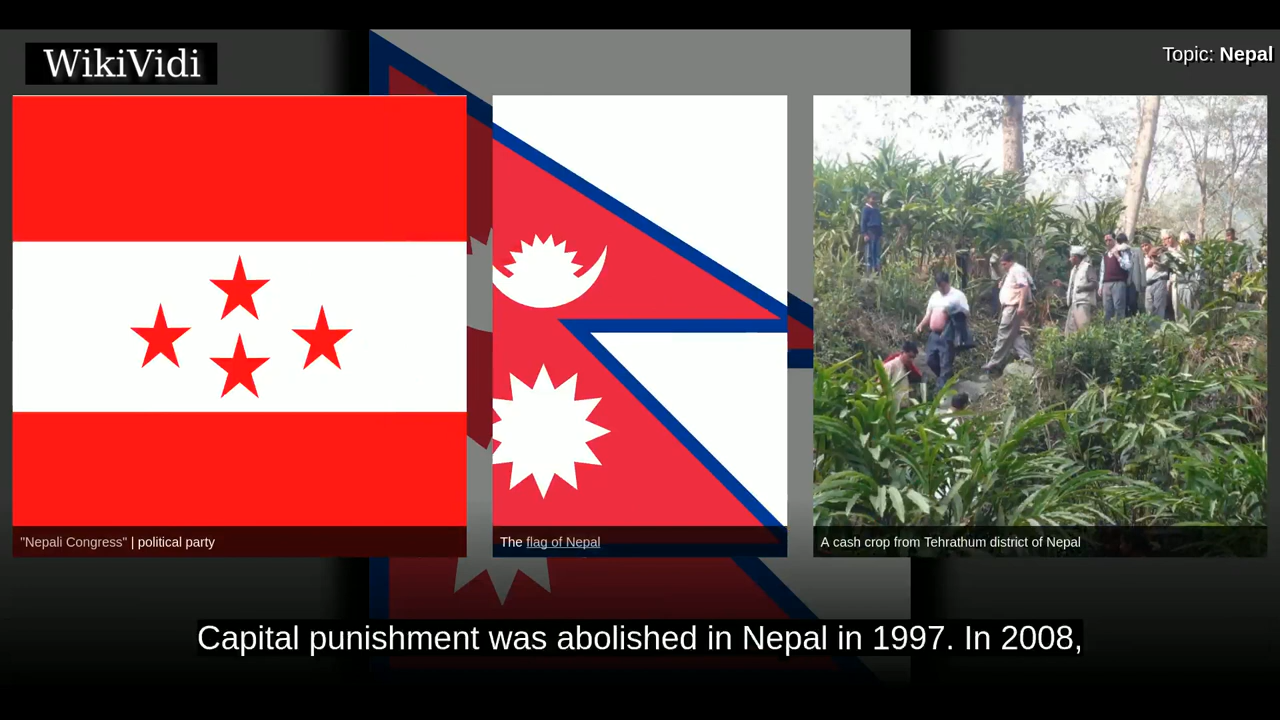 WikiVidi
Topic: Nepal
"Nepali Congress" | political party
The flag of Nepal
A cash crop from Tehrathum district of Nepal
Capital punishment was abolished in Nepal in 1997. In 2008,